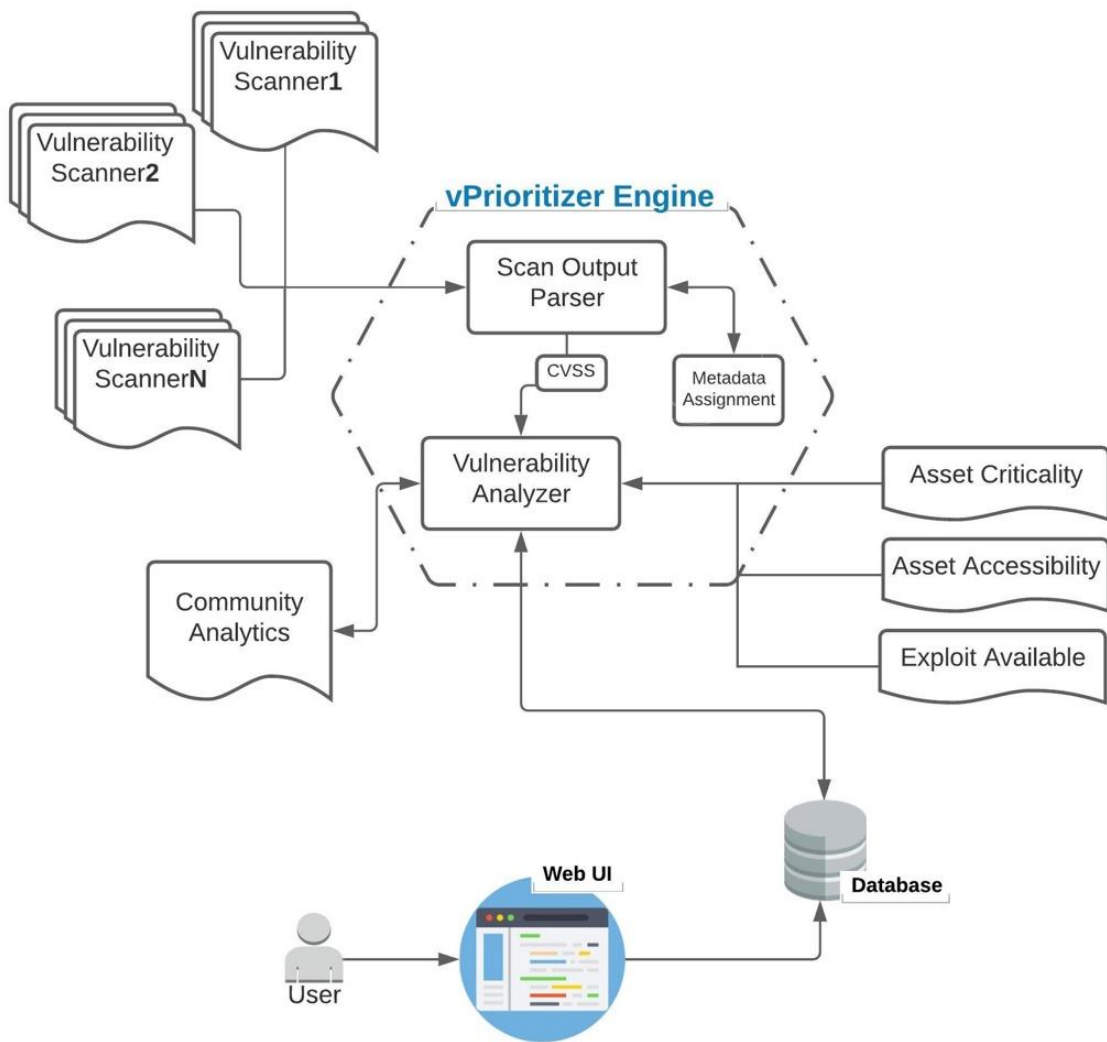 Vulnerability
Scanner1
Vulnerability
Scanner2
vPrioritizer Engine
Scan Output
Parser
Vulnerability
ScannerN
CVSS
Metadata
Assignment
Vulnerability
Analyzer
Asset Criticality
Asset Accessibility
Community
Analytics
Exploit Available
Web UI
Database
User